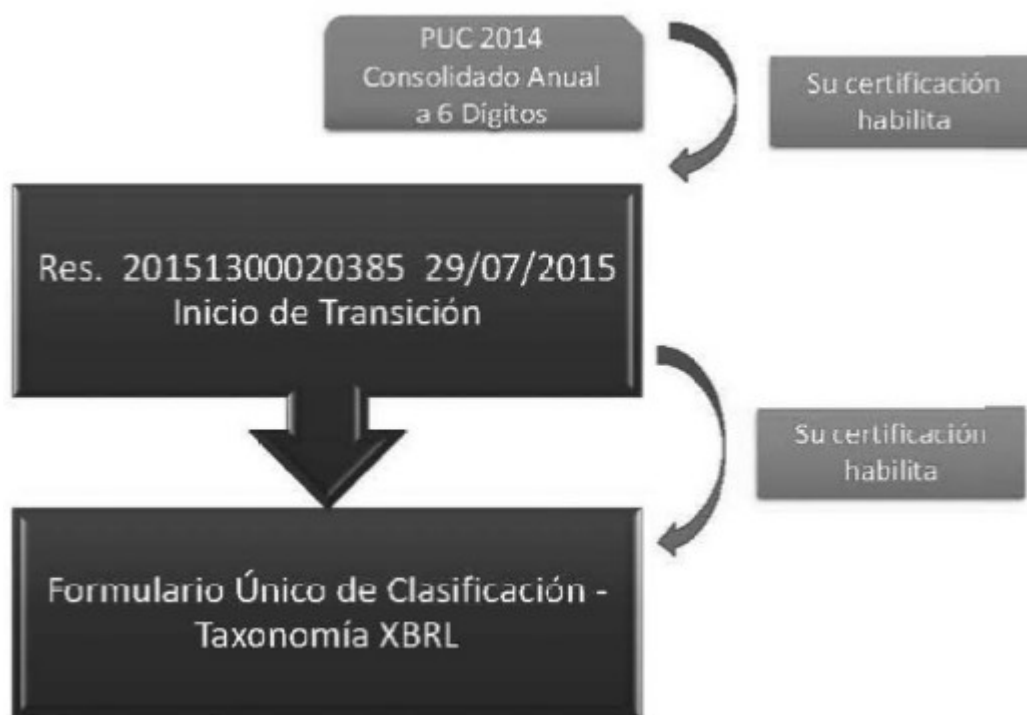 PUC 2014
Consolidado Anual
a 6 Dígitos
Su certificación
habilita
Res. 20151300020385 29/07/2015
Inicio de Transición
Su certificación
habilita
Formulario Único de Clasificación -
Taxonomía XBRL